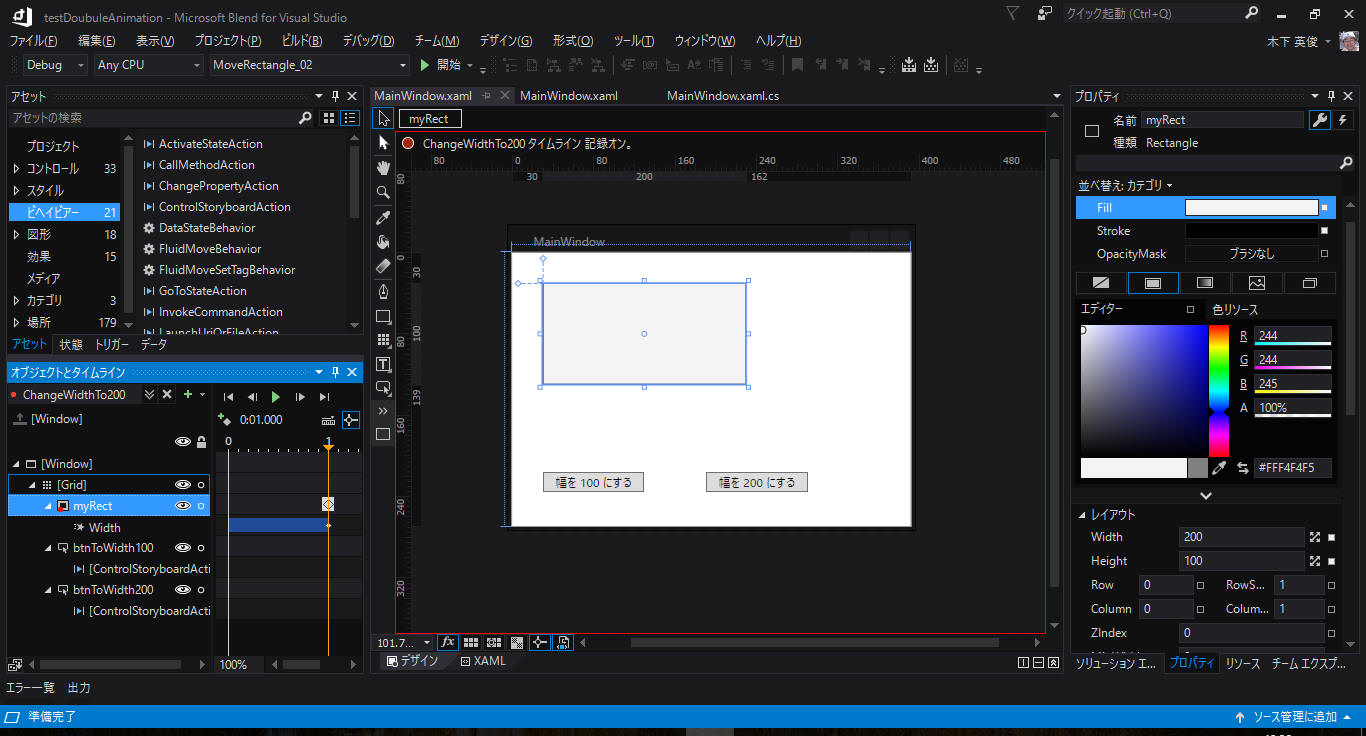 testDoubuleAnimation - Microsoft Blend for Visual Studio
クイック起動 (Ctrl+Q)
ファイル(F) 編集(E) 表示(V) プロジェクト(P) ビルド(B) デバッグ(D) チーム(M) デザイン(G) 形式(O) ツール(T) ウィンドウ(W) ヘルプ(H)
木下 英俊
Debug Any CPU MoveRectangle_02 開始
アセット
アセットの検索
プロジェクト
コントロール 33
スタイル
ビヘイビアー 21
図形 18
効果 15
メディア
カテゴリ 3
場所 179
ActivateStateAction
CallMethodAction
ChangePropertyAction
ControlStoryboardAction
DataStateBehavior
FluidMoveBehavior
FluidMoveSetTagBehavior
GoToStateAction
InvokeCommandAction
LaunchUriOrFileAction
アセット 状態 トリガー データ
オブジェクトとタイムライン
ChangeWidthTo200
[Window]
0:01.000
0 1
[Window]
[Grid]
myRect
Width
btnToWidth100
[ControlStoryboardActi
btnToWidth200
[ControlStoryboardActi
100%
MainWindow.xaml MainWindow.xaml MainWindow.xaml.cs
myRect
ChangeWidthTo200 タイムライン 記録オン。
80 0 80 160 240 320 400 480
30 200 162
80 0 80 160 240 320
30 100 139
MainWindow
幅を 100 にする 幅を 200 にする
101.7... fx
デザイン XAML
プロパティ
名前 myRect
種類 Rectangle
並べ替え: カテゴリ
Fill
Stroke
OpacityMask ブラシなし
エディター 色リソース
R 244
G 244
B 245
A 100%
#FFF4F4F5
レイアウト
Width 200
Height 100
Row 0 RowS... 1
Column 0 Colum... 1
ZIndex 0
ソリューション エ... プロパティ リソース チーム エクスプ...
エラー一覧 出力
準備完了
ソース管理に追加